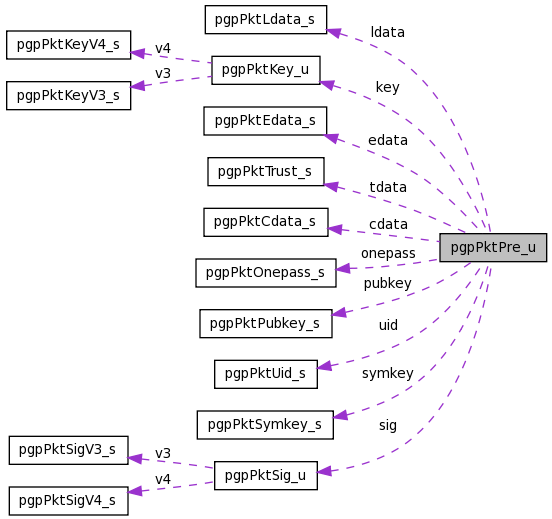 pgpPktLdata_s
ldata
pgpPktKeyV4_s
v4
pgpPktKey_u
key
v3
pgpPktKeyV3_s
pgpPktEdata_s
edata
pgpPktTrust_s
tdata
pgpPktCdata_s
cdata
pgpPktPre_u
onepass
pgpPktOnepass_s
pubkey
pgpPktPubkey_s
uid
pgpPktUid_s
symkey
pgpPktSymkey_s
sig
pgpPktSigV3_s
v3
pgpPktSig_u
v4
pgpPktSigV4_s